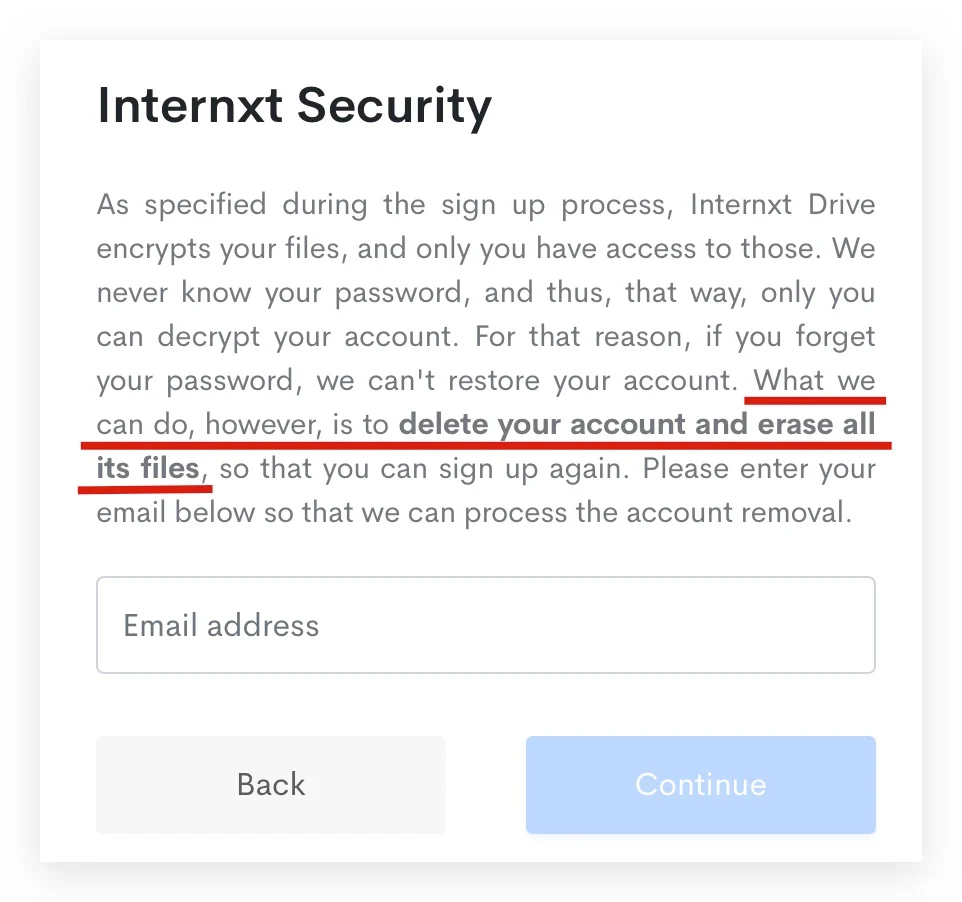 Internxt Security
As specified during the sign up process, Internxt Drive
encrypts your files, and only you have access to those. We
never know your password, and thus, that way, only you
can decrypt your account. For that reason, if you forget
your password, we can't restore your account. What we
can do, however, is to delete your account and erase all
its files, so that you can sign up again. Please enter your
email below so that we can process the account removal.
Email address
Back
Continue